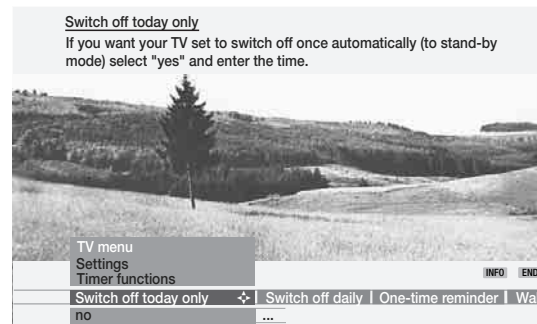 Switch off today only
If you want your TV set to switch off once automatically (to stand-by
mode) select "yes" and enter the time.
TV menu
Settings
Timer functions
INFO END
Switch off today only Switch off daily One-time reminder Wa
no ...